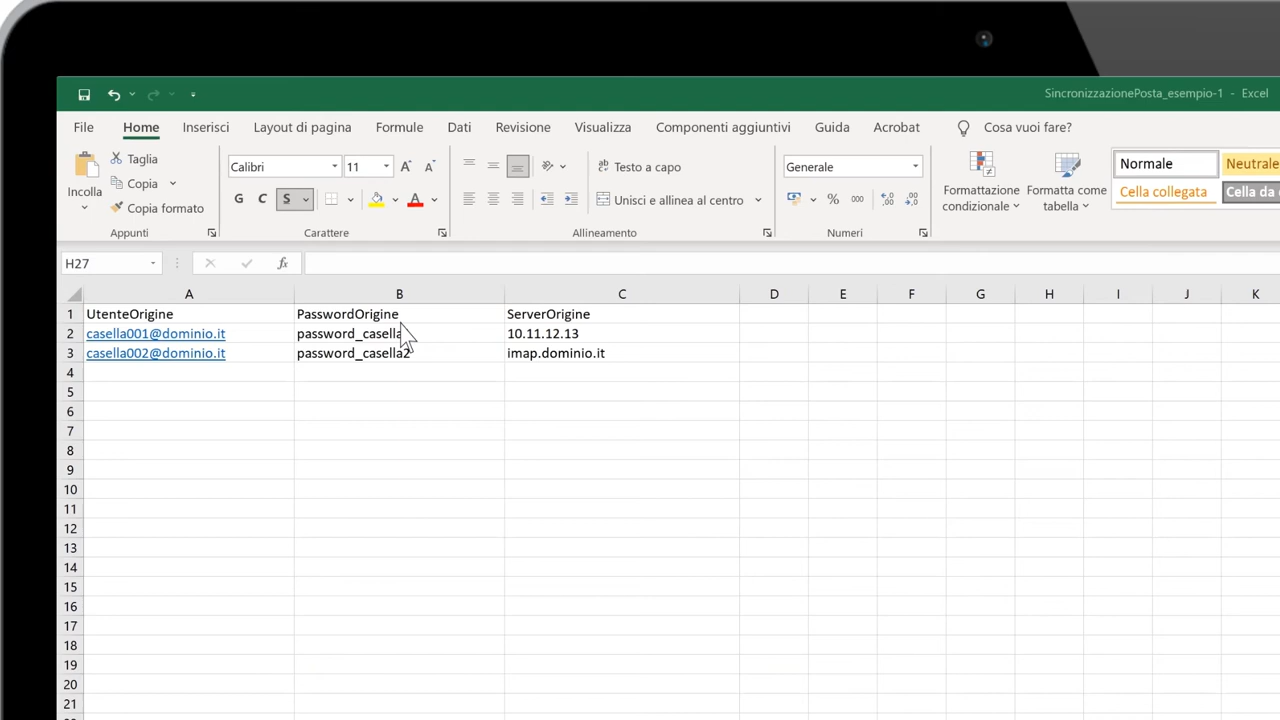 SincronizzazionePosta_esempio-1 - Excel
File Home Inserisci Layout di pagina Formule Dati Revisione Visualizza Componenti aggiuntivi Guida Acrobat Cosa vuoi fare?
Incolla
Taglia
Copia
Copia formato
Appunti
Calibri 11
G C S
Carattere
Testo a capo
Unisci e allinea al centro
Allineamento
Generale
% 000
Numeri
Formattazione condizionale
Formatta come tabella
Normale Neutrale
Cella collegata Cella da
H27 fx
A B C D E F G H I J K
1 UtenteOrigine PasswordOrigine ServerOrigine
2 casella001@dominio.it password_casella 10.11.12.13
3 casella002@dominio.it password_casella2 imap.dominio.it
4
5
6
7
8
9
10
11
12
13
14
15
16
17
18
19
20
21